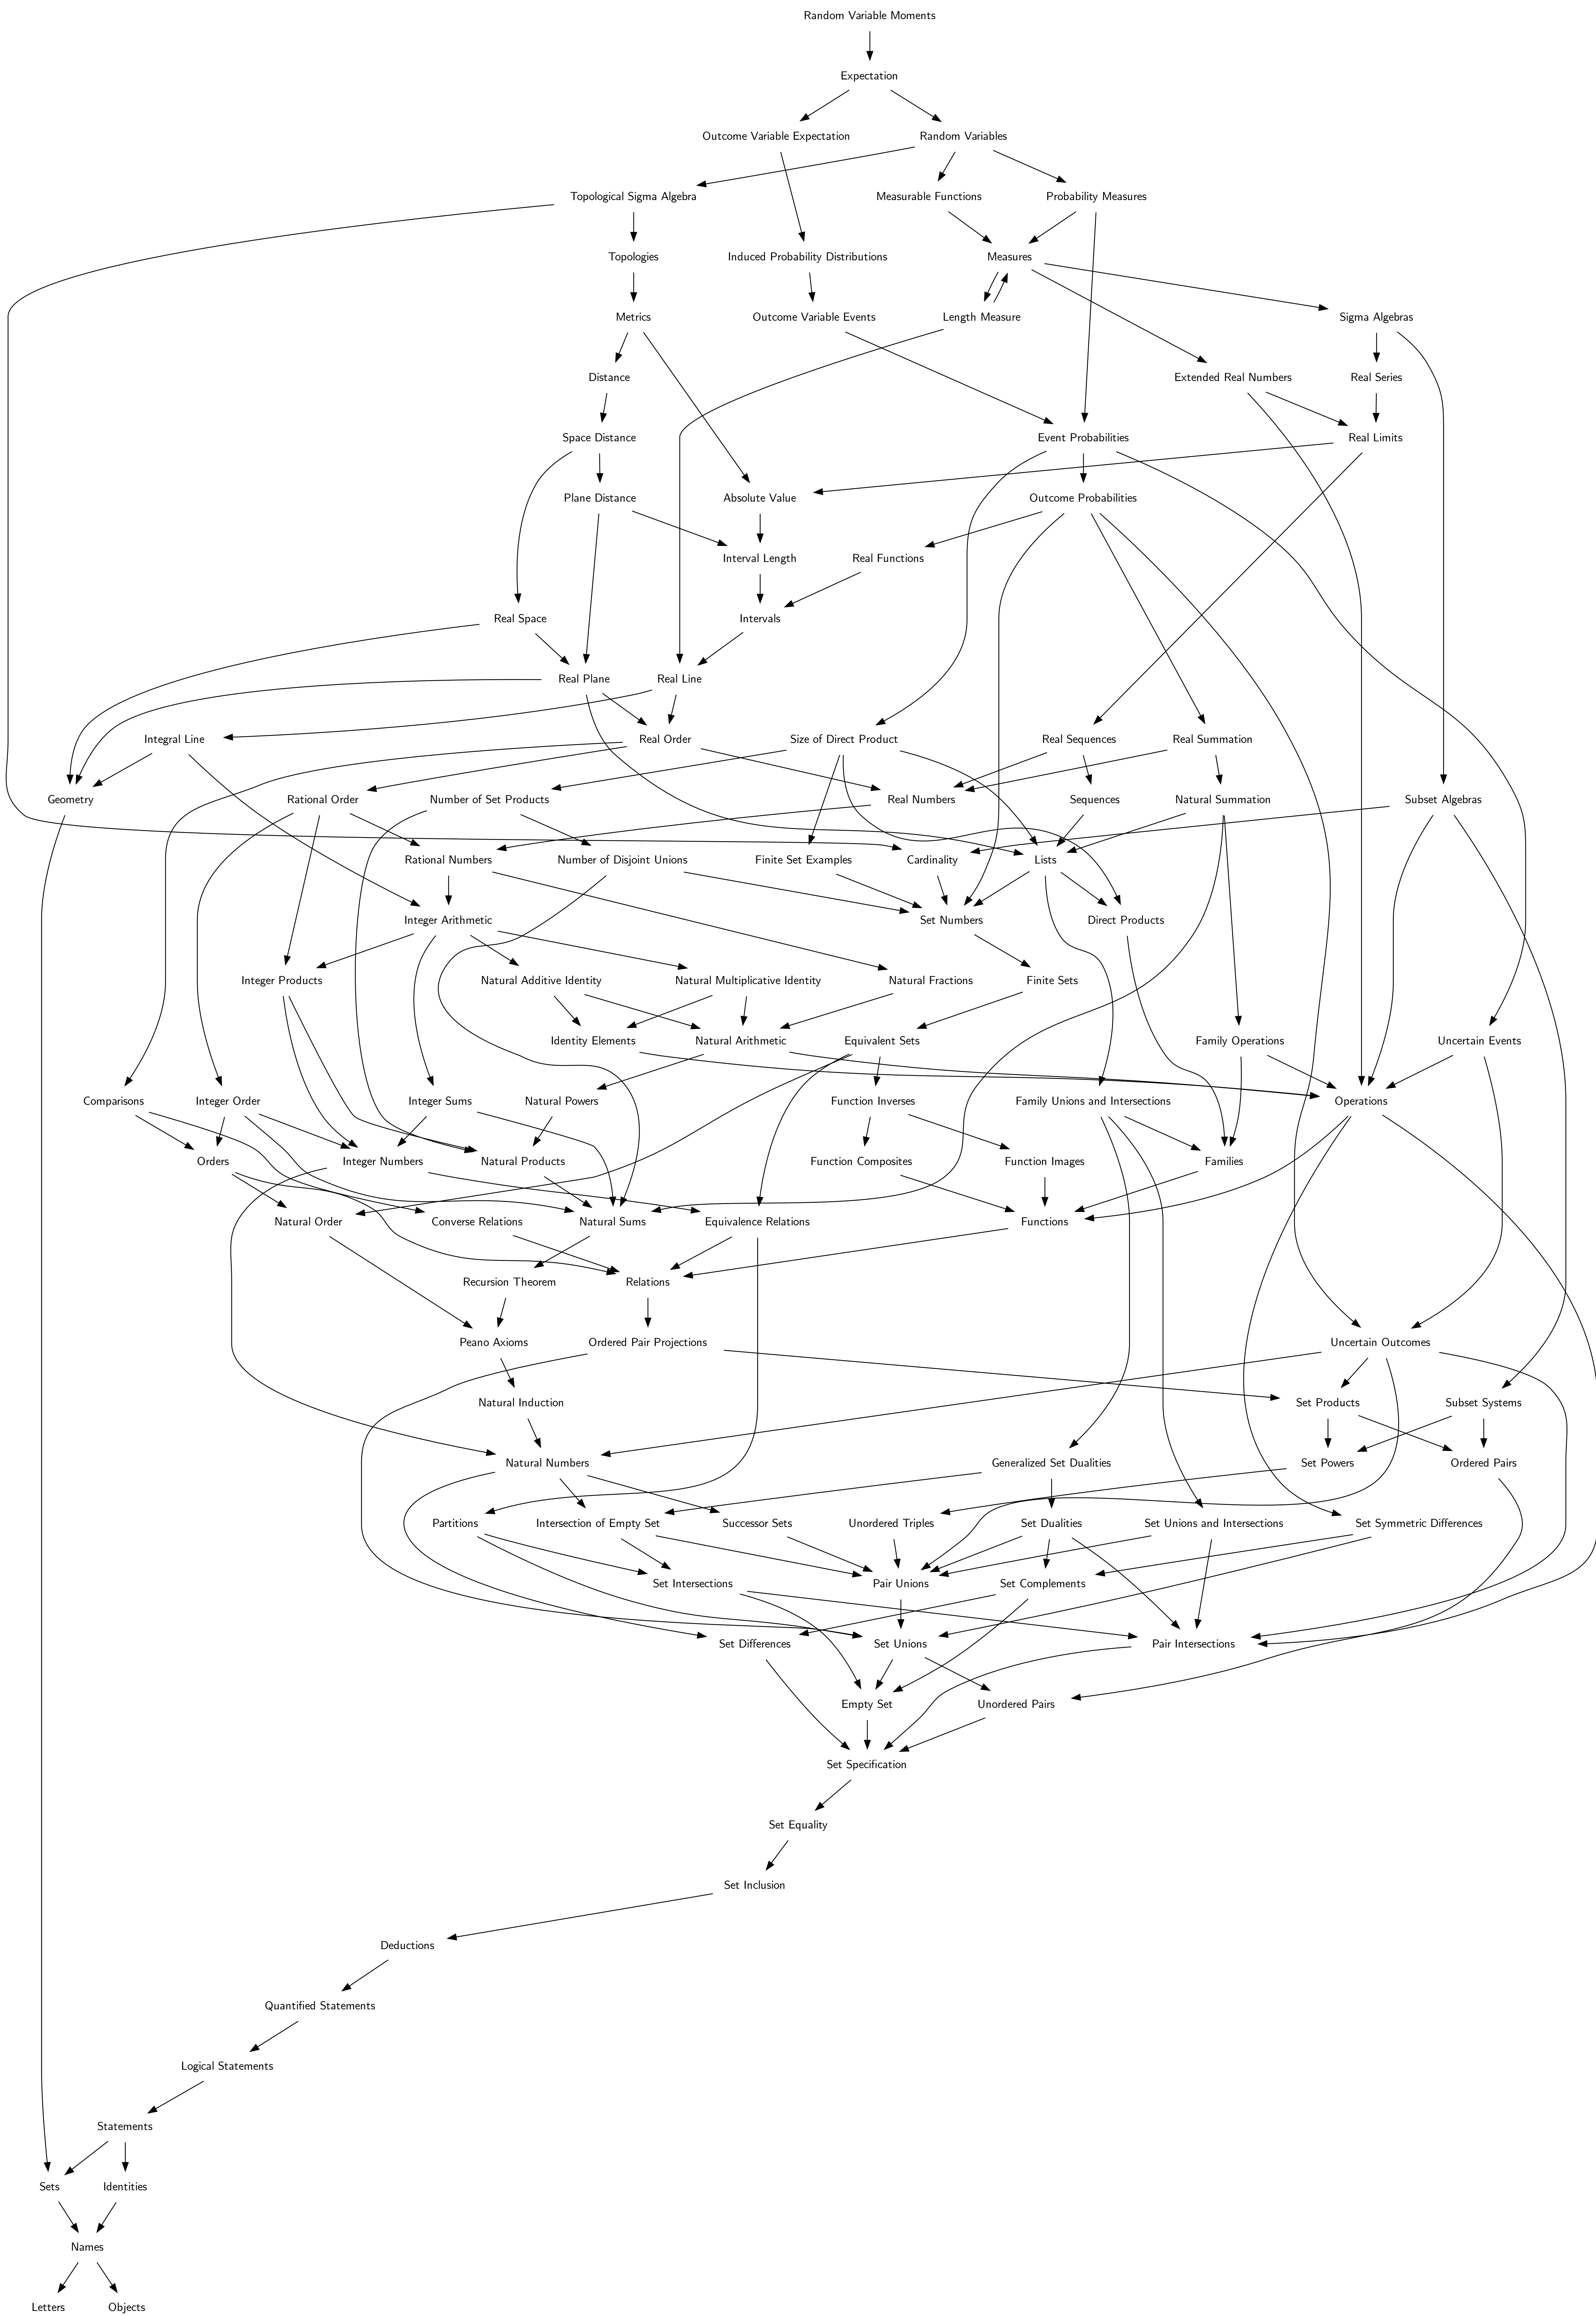 Random Variable Moments
Expectation
Outcome Variable Expectation
Random Variables
Topological Sigma Algebra
Measurable Functions
Probability Measures
Topologies
Induced Probability Distributions
Measures
Metrics
Outcome Variable Events
Length Measure
Sigma Algebras
Distance
Extended Real Numbers
Real Series
Space Distance
Event Probabilities
Real Limits
Plane Distance
Absolute Value
Outcome Probabilities
Interval Length
Real Functions
Real Space
Intervals
Real Plane
Real Line
Integral Line
Real Order
Size of Direct Product
Real Sequences
Real Summation
Geometry
Rational Order
Number of Set Products
Real Numbers
Sequences
Natural Summation
Subset Algebras
Rational Numbers
Number of Disjoint Unions
Finite Set Examples
Cardinality
Lists
Integer Arithmetic
Set Numbers
Direct Products
Integer Products
Natural Additive Identity
Natural Multiplicative Identity
Natural Fractions
Finite Sets
Identity Elements
Natural Arithmetic
Equivalent Sets
Family Operations
Uncertain Events
Comparisons
Integer Order
Integer Sums
Natural Powers
Function Inverses
Family Unions and Intersections
Operations
Orders
Integer Numbers
Natural Products
Function Composites
Function Images
Families
Natural Order
Converse Relations
Natural Sums
Equivalence Relations
Functions
Recursion Theorem
Relations
Peano Axioms
Ordered Pair Projections
Uncertain Outcomes
Natural Induction
Set Products
Subset Systems
Natural Numbers
Generalized Set Dualities
Set Powers
Ordered Pairs
Partitions
Intersection of Empty Set
Successor Sets
Unordered Triples
Set Dualities
Set Unions and Intersections
Set Symmetric Differences
Set Intersections
Pair Unions
Set Complements
Set Differences
Set Unions
Pair Intersections
Empty Set
Unordered Pairs
Set Specification
Set Equality
Set Inclusion
Deductions
Quantified Statements
Logical Statements
Statements
Sets
Identities
Names
Letters
Objects